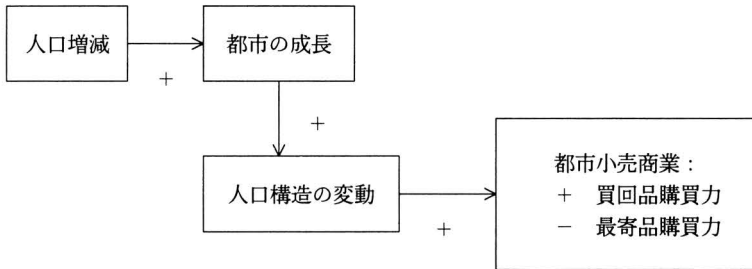 人口増減
都市の成長
+
+
人口構造の変動
+
都市小売商業：
+ 買回品購買力
− 最寄品購買力